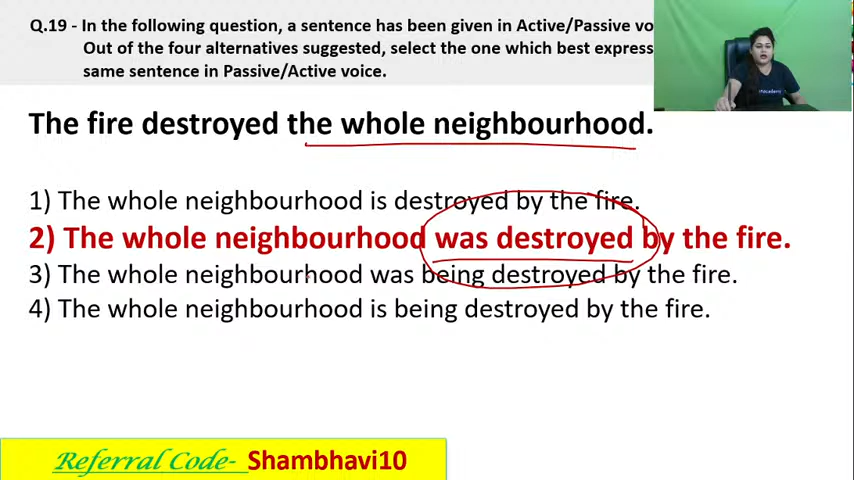 Q.19 - In the following question, a sentence has been given in Active/Passive vo
Out of the four alternatives suggested, select the one which best express
same sentence in Passive/Active voice.
The fire destroyed the whole neighbourhood.
1) The whole neighbourhood is destroyed by the fire.
2) The whole neighbourhood was destroyed by the fire.
3) The whole neighbourhood was being destroyed by the fire.
4) The whole neighbourhood is being destroyed by the fire.
Referral Code- Shambhavi10